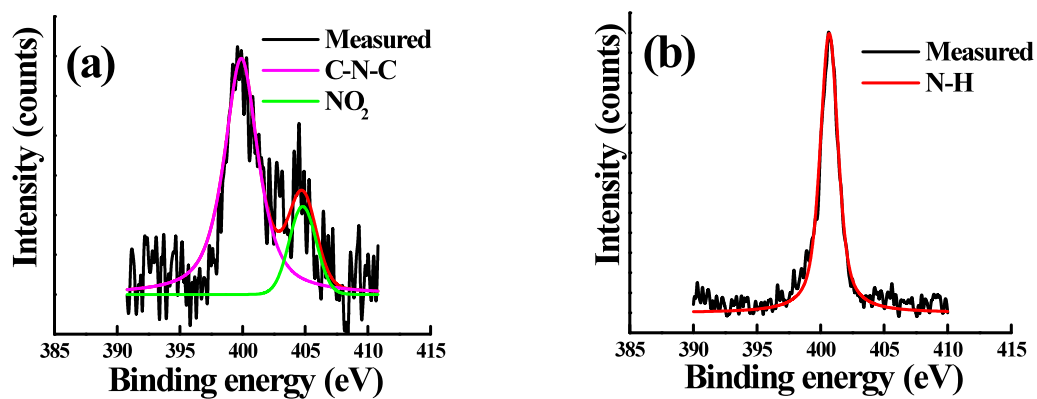 (a)
Measured
C-N-C
NO₂
Intensity (counts)
385 390 395 400 405 410 415
Binding energy (eV)
(b)
Measured
N-H
Intensity (counts)
385 390 395 400 405 410 415
Binding energy (eV)